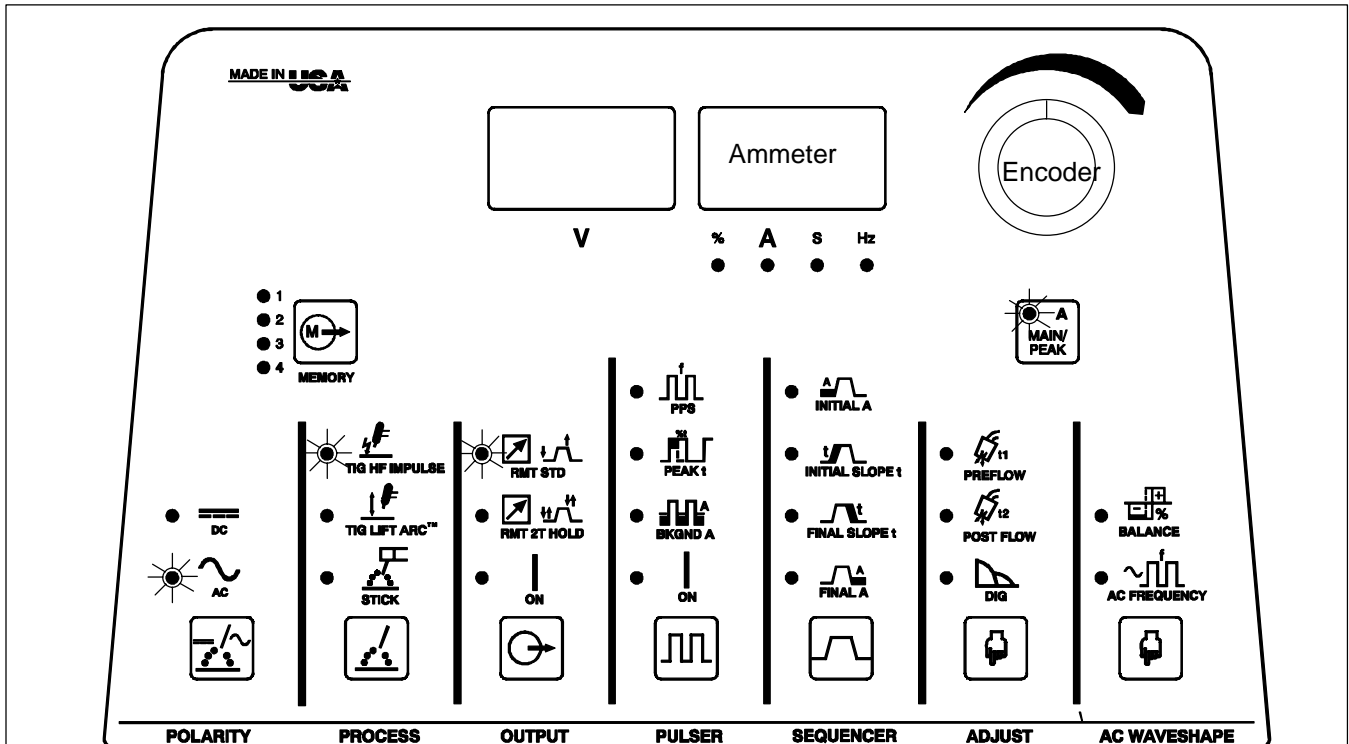 MADE IN USA
Ammeter
Encoder
V
% A S Hz
1
2
3
4
M
MEMORY
A
MAIN/
PEAK
f
PPS
A
INITIAL A
TIG HF IMPULSE
RMT STD
%t
PEAK t
t
INITIAL SLOPE t
t1
PREFLOW
DC
TIG LIFT ARC™
RMT 2T HOLD
A
BKGND A
t
FINAL SLOPE t
t2
POST FLOW
+
%
BALANCE
AC
STICK
ON
ON
A
FINAL A
DIG
f
AC FREQUENCY
POLARITY PROCESS OUTPUT PULSER SEQUENCER ADJUST AC WAVESHAPE